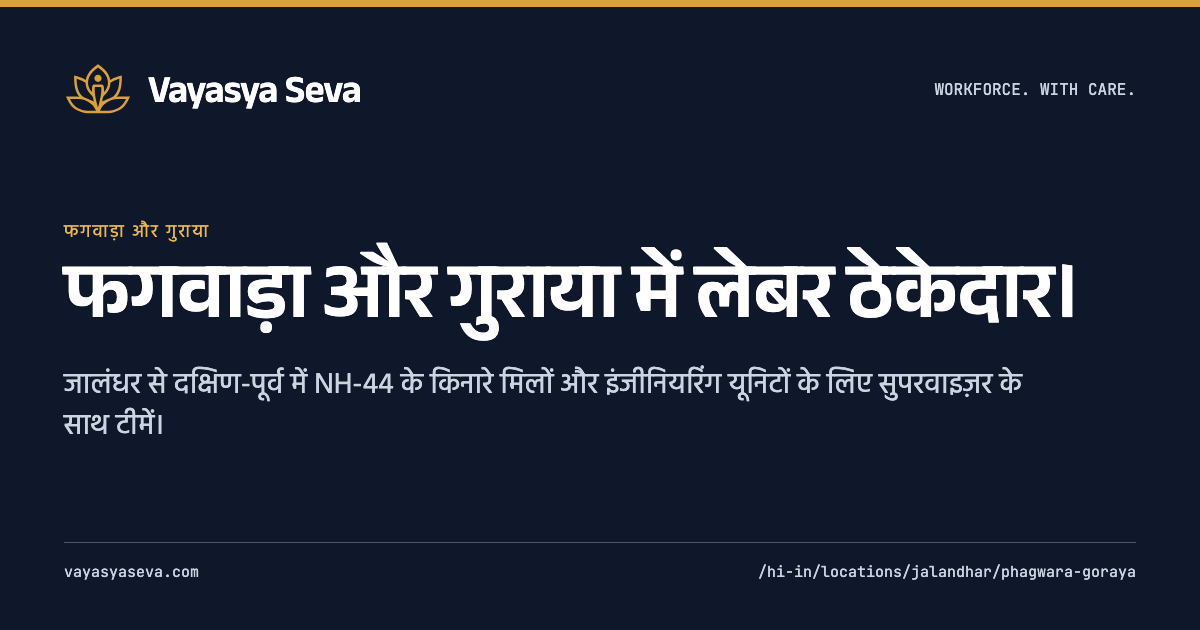 Vayasya Seva
WORKFORCE. WITH CARE.
फगवाड़ा और गुराया
फगवाड़ा और गुराया में लेबर ठेकेदार।
जालंधर से दक्षिण-पूर्व में NH-44 के किनारे मिलों और इंजीनियरिंग यूनिटों के लिए सुपरवाइज़र के
साथ टीमें।
vayasyaseva.com
/hi-in/locations/jalandhar/phagwara-goraya